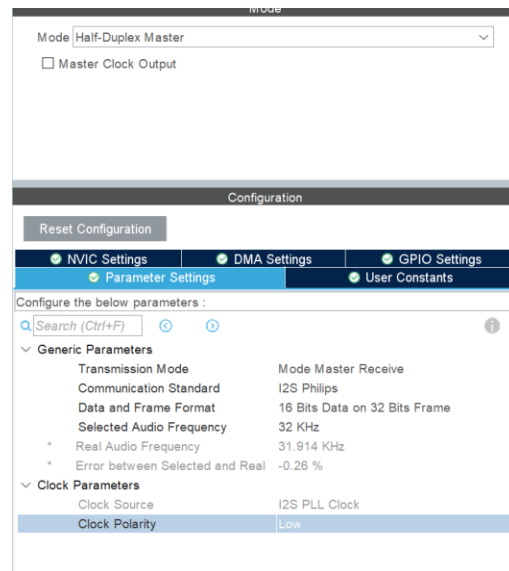 Mode
Mode Half-Duplex Master
Master Clock Output
Configuration
Reset Configuration
NVIC Settings DMA Settings GPIO Settings
Parameter Settings User Constants
Configure the below parameters :
Search (Ctrl+F)
Generic Parameters
Transmission Mode Mode Master Receive
Communication Standard I2S Philips
Data and Frame Format 16 Bits Data on 32 Bits Frame
Selected Audio Frequency 32 KHz
* Real Audio Frequency 31.914 KHz
* Error between Selected and Real -0.26 %
Clock Parameters
Clock Source I2S PLL Clock
Clock Polarity Low